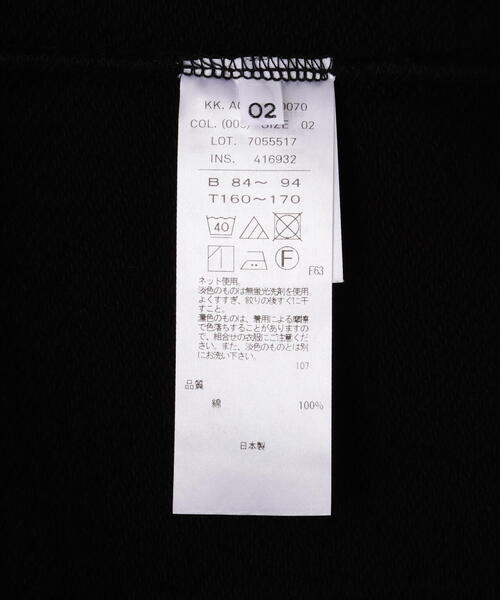 02
KK. A 0070
COL. (00 SIZE 02
LOT. 7055517
INS. 416932
B 84～ 94
T160～170
40
F
F63
ネット使用。
淡色のものは無蛍光洗剤を使用
よくすすぎ、絞りの後すぐに干
すこと。
濃色のものは、着用による摩擦
で色落ちすることがありますの
で、組合せの衣服にご注意くだ
さい。また、淡色のものとは別
にお洗い下さい。
107
品質
綿 100%
日本製